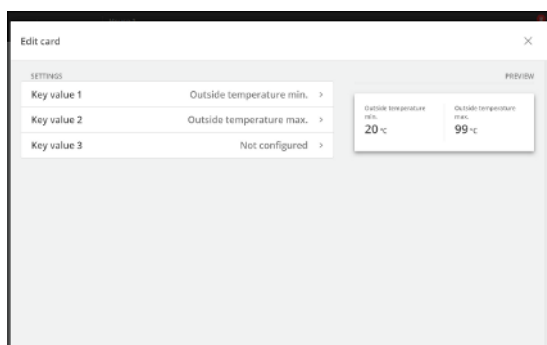 Edit card
SETTINGS
PREVIEW
Key value 1 Outside temperature min.
Key value 2 Outside temperature max.
Key value 3 Not configured
Outside temperature min.
20 °C
Outside temperature max.
99 °C